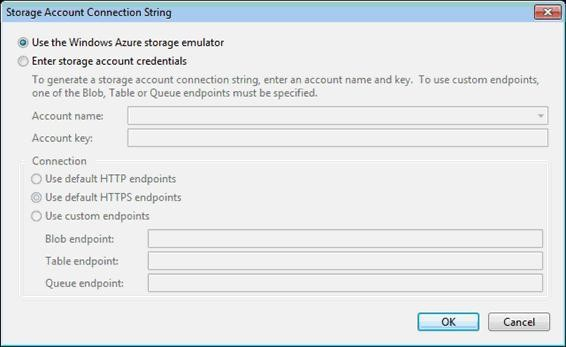 Storage Account Connection String
Use the Windows Azure storage emulator
Enter storage account credentials
To generate a storage account connection string, enter an account name and key. To use custom endpoints,
one of the Blob, Table or Queue endpoints must be specified.
Account name:
Account key:
Connection
Use default HTTP endpoints
Use default HTTPS endpoints
Use custom endpoints
Blob endpoint:
Table endpoint:
Queue endpoint:
OK Cancel